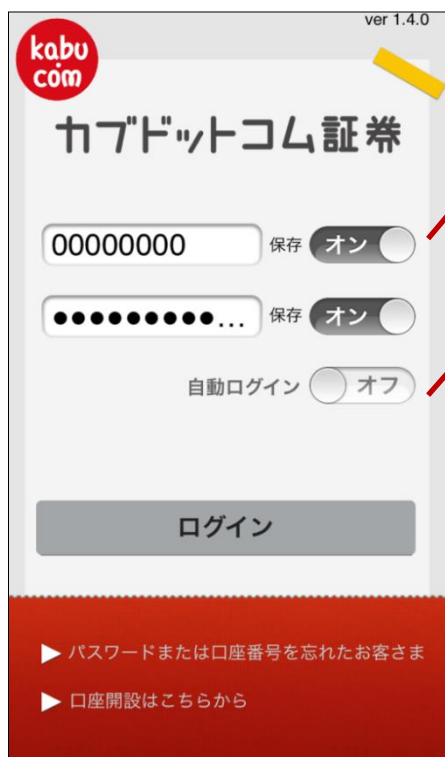 ver 1.4.0
kabu
com
カブドットコム証券
00000000 保存 オン
●●●●●●●●●... 保存 オン
自動ログイン オフ
ログイン
▶ パスワードまたは口座番号を忘れたお客さま
▶ 口座開設はこちらから